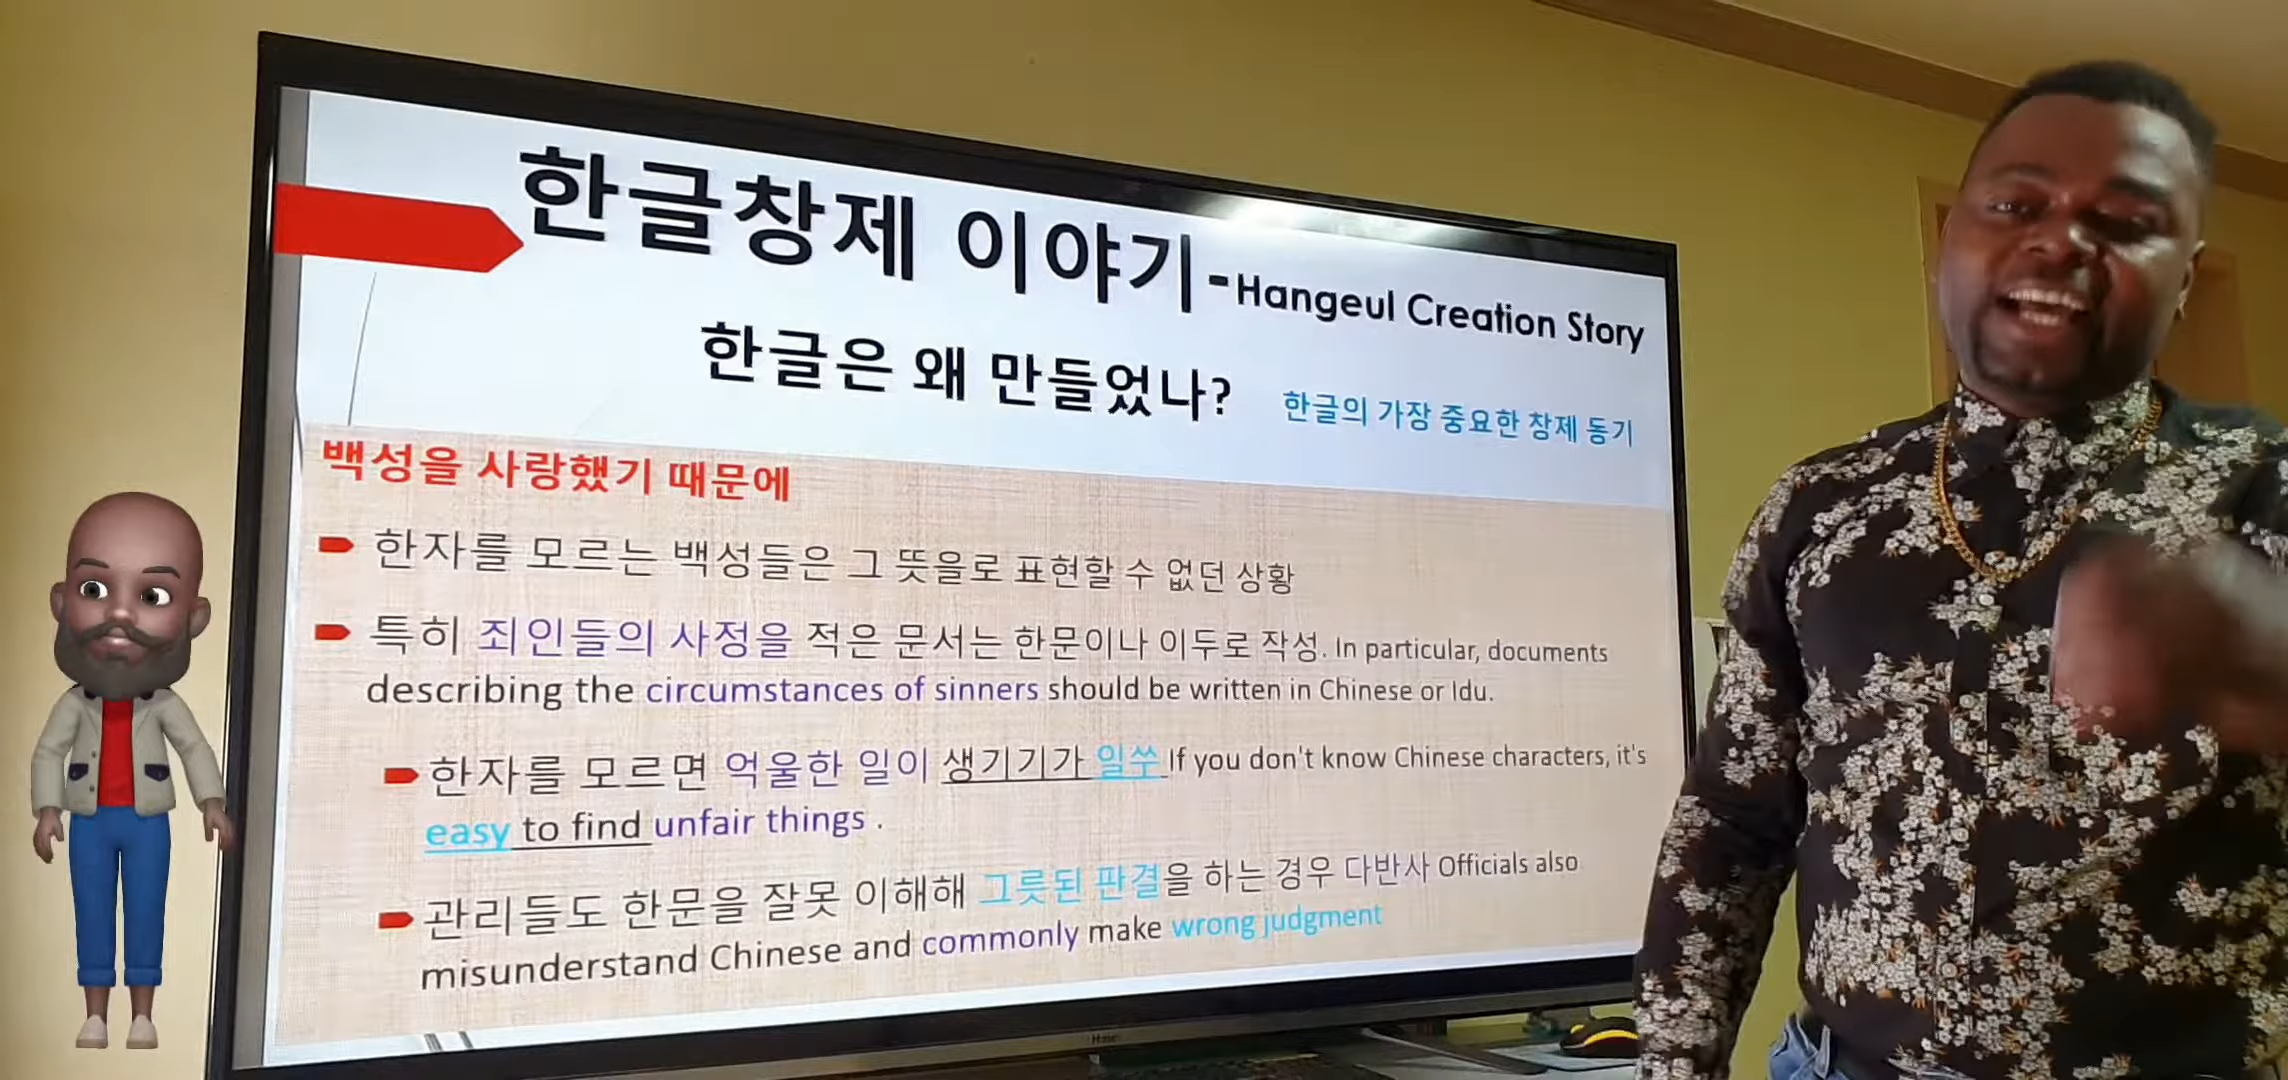 한글창제 이야기-Hangeul Creation Story
한글은 왜 만들었나? 한글의 가장 중요한 창제 동기
백성을 사랑했기 때문에
한자를 모르는 백성들은 그 뜻을로 표현할 수 없던 상황
특히 죄인들의 사정을 적은 문서는 한문이나 이두로 작성. In particular, documents
describing the circumstances of sinners should be written in Chinese or Idu.
한자를 모르면 억울한 일이 생기기가 일쑤 If you don't know Chinese characters, it's
easy to find unfair things .
관리들도 한문을 잘못 이해해 그릇된 판결을 하는 경우 다반사 Officials also
misunderstand Chinese and commonly make wrong judgment
Haier